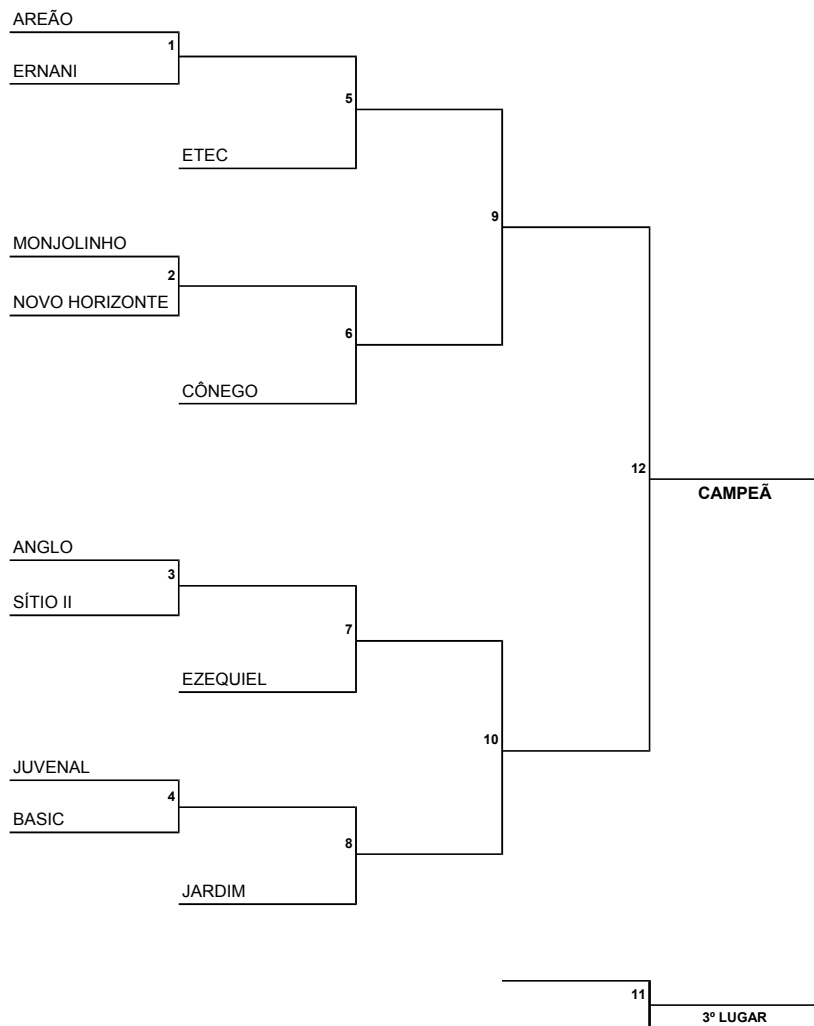 AREÃO
1
ERNANI
5
ETEC
9
MONJOLINHO
2
NOVO HORIZONTE
6
CÔNEGO
12
CAMPEÃ
ANGLO
3
SÍTIO II
7
EZEQUIEL
10
JUVENAL
4
BASIC
8
JARDIM
11
3º LUGAR